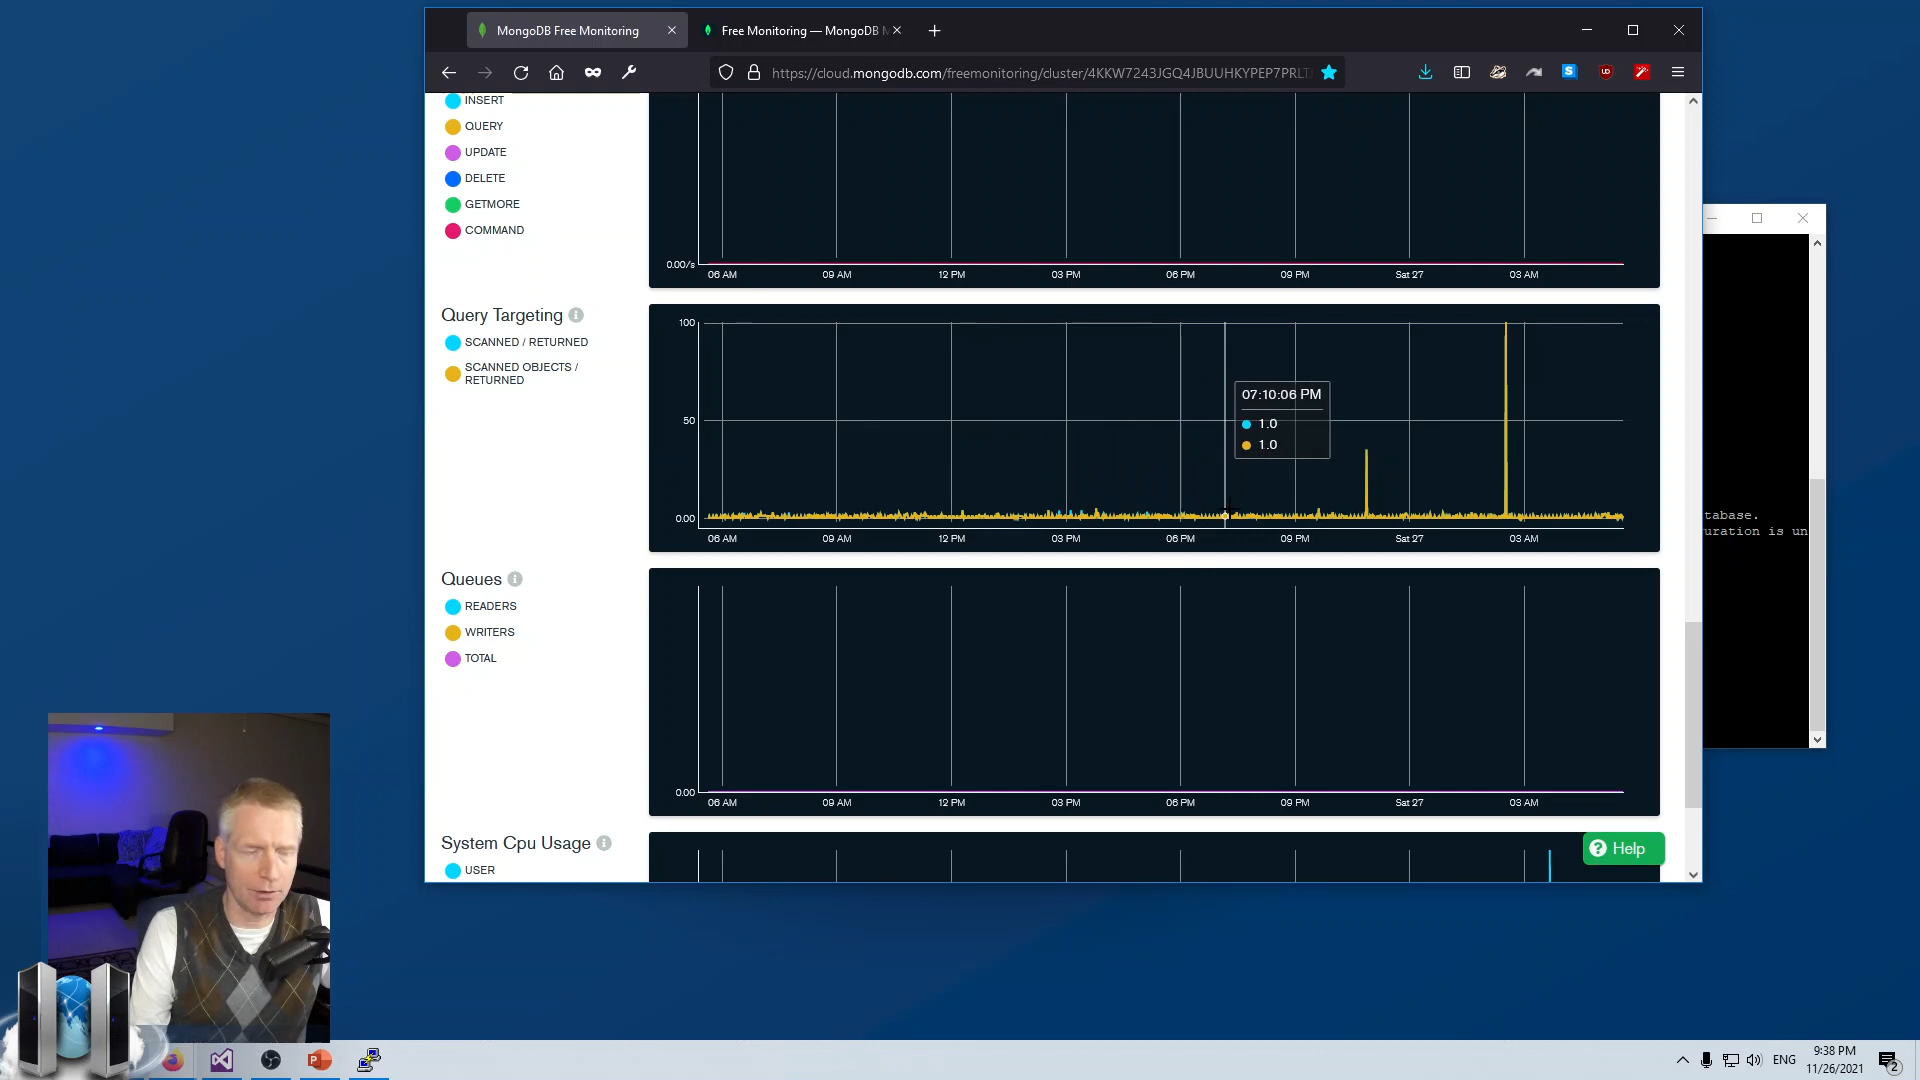 MongoDB Free Monitoring
Free Monitoring — MongoDB
https://cloud.mongodb.com/freemonitoring/cluster/4KKW7243JGQ4JBUUHKYPEP7PRLT
INSERT
QUERY
UPDATE
DELETE
GETMORE
COMMAND
0.00/s
06 AM 09 AM 12 PM 03 PM 06 PM 09 PM Sat 27 03 AM
Query Targeting
SCANNED / RETURNED
SCANNED OBJECTS /
RETURNED
100
50
0.00
07:10:06 PM
1.0
1.0
06 AM 09 AM 12 PM 03 PM 06 PM 09 PM Sat 27 03 AM
tabase.
uration is un
Queues
READERS
WRITERS
TOTAL
0.00
06 AM 09 AM 12 PM 03 PM 06 PM 09 PM Sat 27 03 AM
System Cpu Usage
USER
Help
ENG
9:38 PM
11/26/2021
2